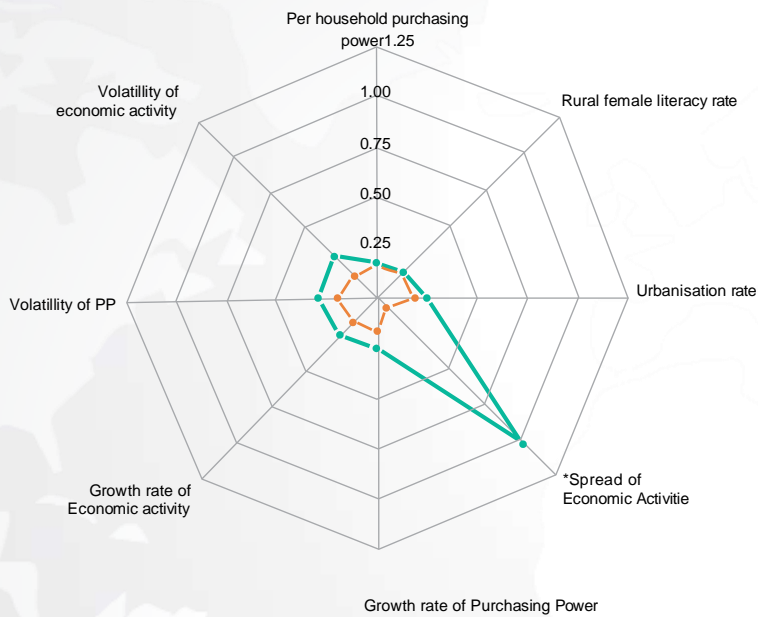 Per household purchasing
power1.25
Volatillity of
economic activity
1.00
Rural female literacy rate
0.75
0.50
0.25
Volatillity of PP
Urbanisation rate
*Spread of
Economic Activitie
Growth rate of
Economic activity
Growth rate of Purchasing Power